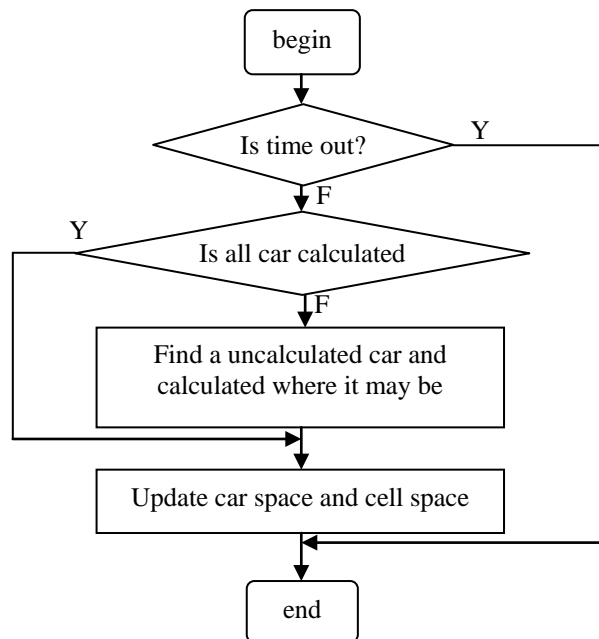 begin
Is time out?
Y
F
Y
Is all car calculated
F
Find a uncalculated car and
calculated where it may be
Update car space and cell space
end